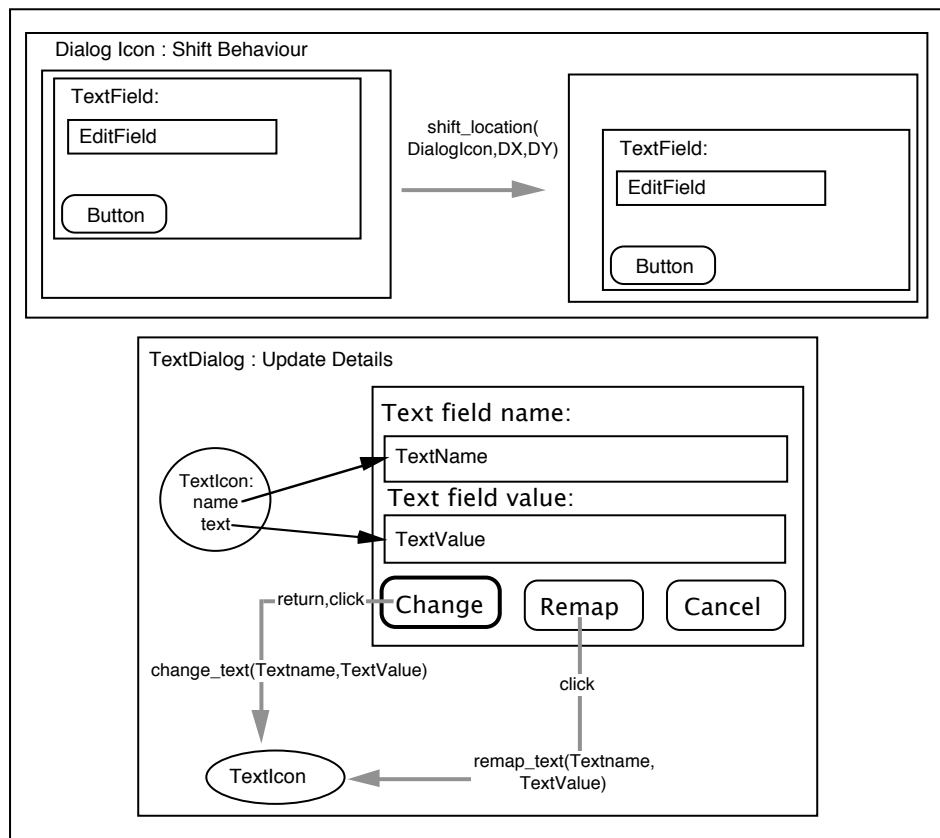 Dialog Icon : Shift Behaviour
TextField:
EditField
Button
shift_location(
DialogIcon,DX,DY)
TextField:
EditField
Button
TextDialog : Update Details
TextIcon:
name
text
Text field name:
TextName
Text field value:
TextValue
Change
Remap
Cancel
return,click
change_text(Textname,TextValue)
click
TextIcon
remap_text(Textname,
TextValue)